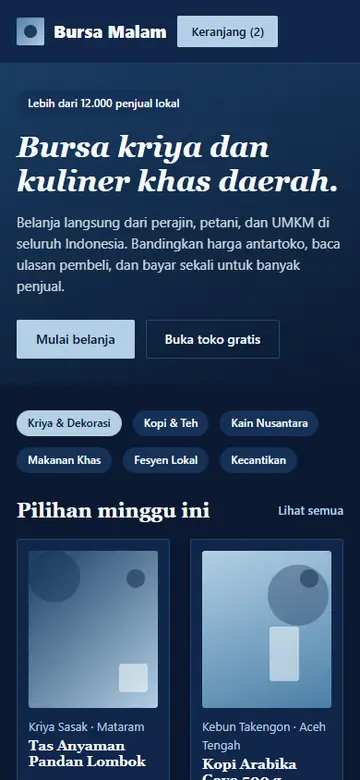 Bursa Malam
Keranjang (2)
Lebih dari 12.000 penjual lokal
Bursa kriya dan
kuliner khas daerah.
Belanja langsung dari perajin, petani, dan UMKM di
seluruh Indonesia. Bandingkan harga antartoko, baca
ulasan pembeli, dan bayar sekali untuk banyak
penjual.
Mulai belanja
Buka toko gratis
Kriya & Dekorasi
Kopi & Teh
Kain Nusantara
Makanan Khas
Fesyen Lokal
Kecantikan
Pilihan minggu ini
Lihat semua
Kriya Sasak · Mataram
Tas Anyaman
Pandan Lombok
Kebun Takengon · Aceh
Tengah
Kopi Arabika
Gayo 500 g